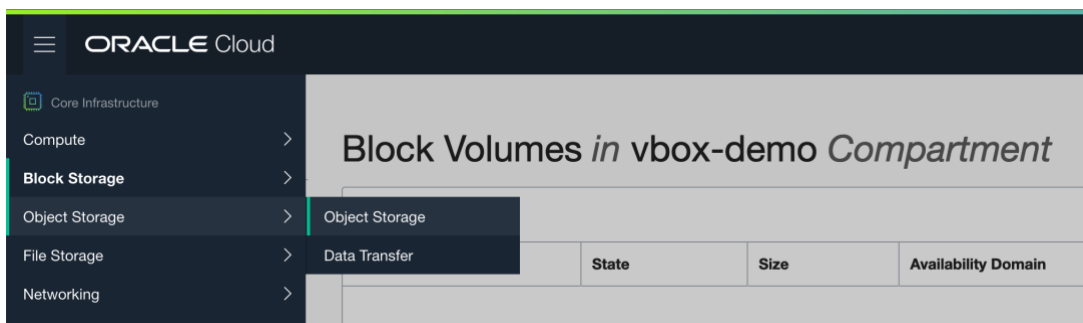 ORACLE Cloud
Core Infrastructure
Compute
Block Storage
Object Storage
File Storage
Networking
Object Storage
Data Transfer
Block Volumes in vbox-demo Compartment
State Size Availability Domain